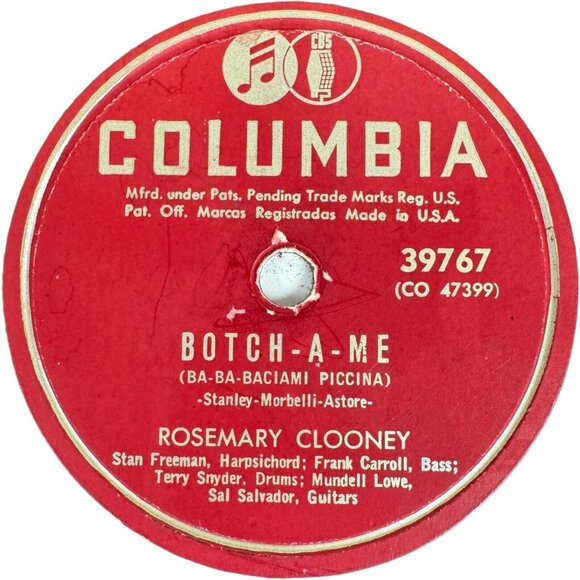 CBS
COLUMBIA
Mfrd. under Pats. Pending Trade Marks Reg. U.S.
Pat. Off. Marcas Registradas Made in U.S.A.
39767
(CO 47399)
BOTCH-A-ME
(BA-BA-BACIAMI PICCINA)
-Stanley-Morbelli-Astore-
ROSEMARY CLOONEY
Stan Freeman, Harpsichord; Frank Carroll, Bass;
Terry Snyder, Drums; Mundell Lowe,
Sal Salvador, Guitars